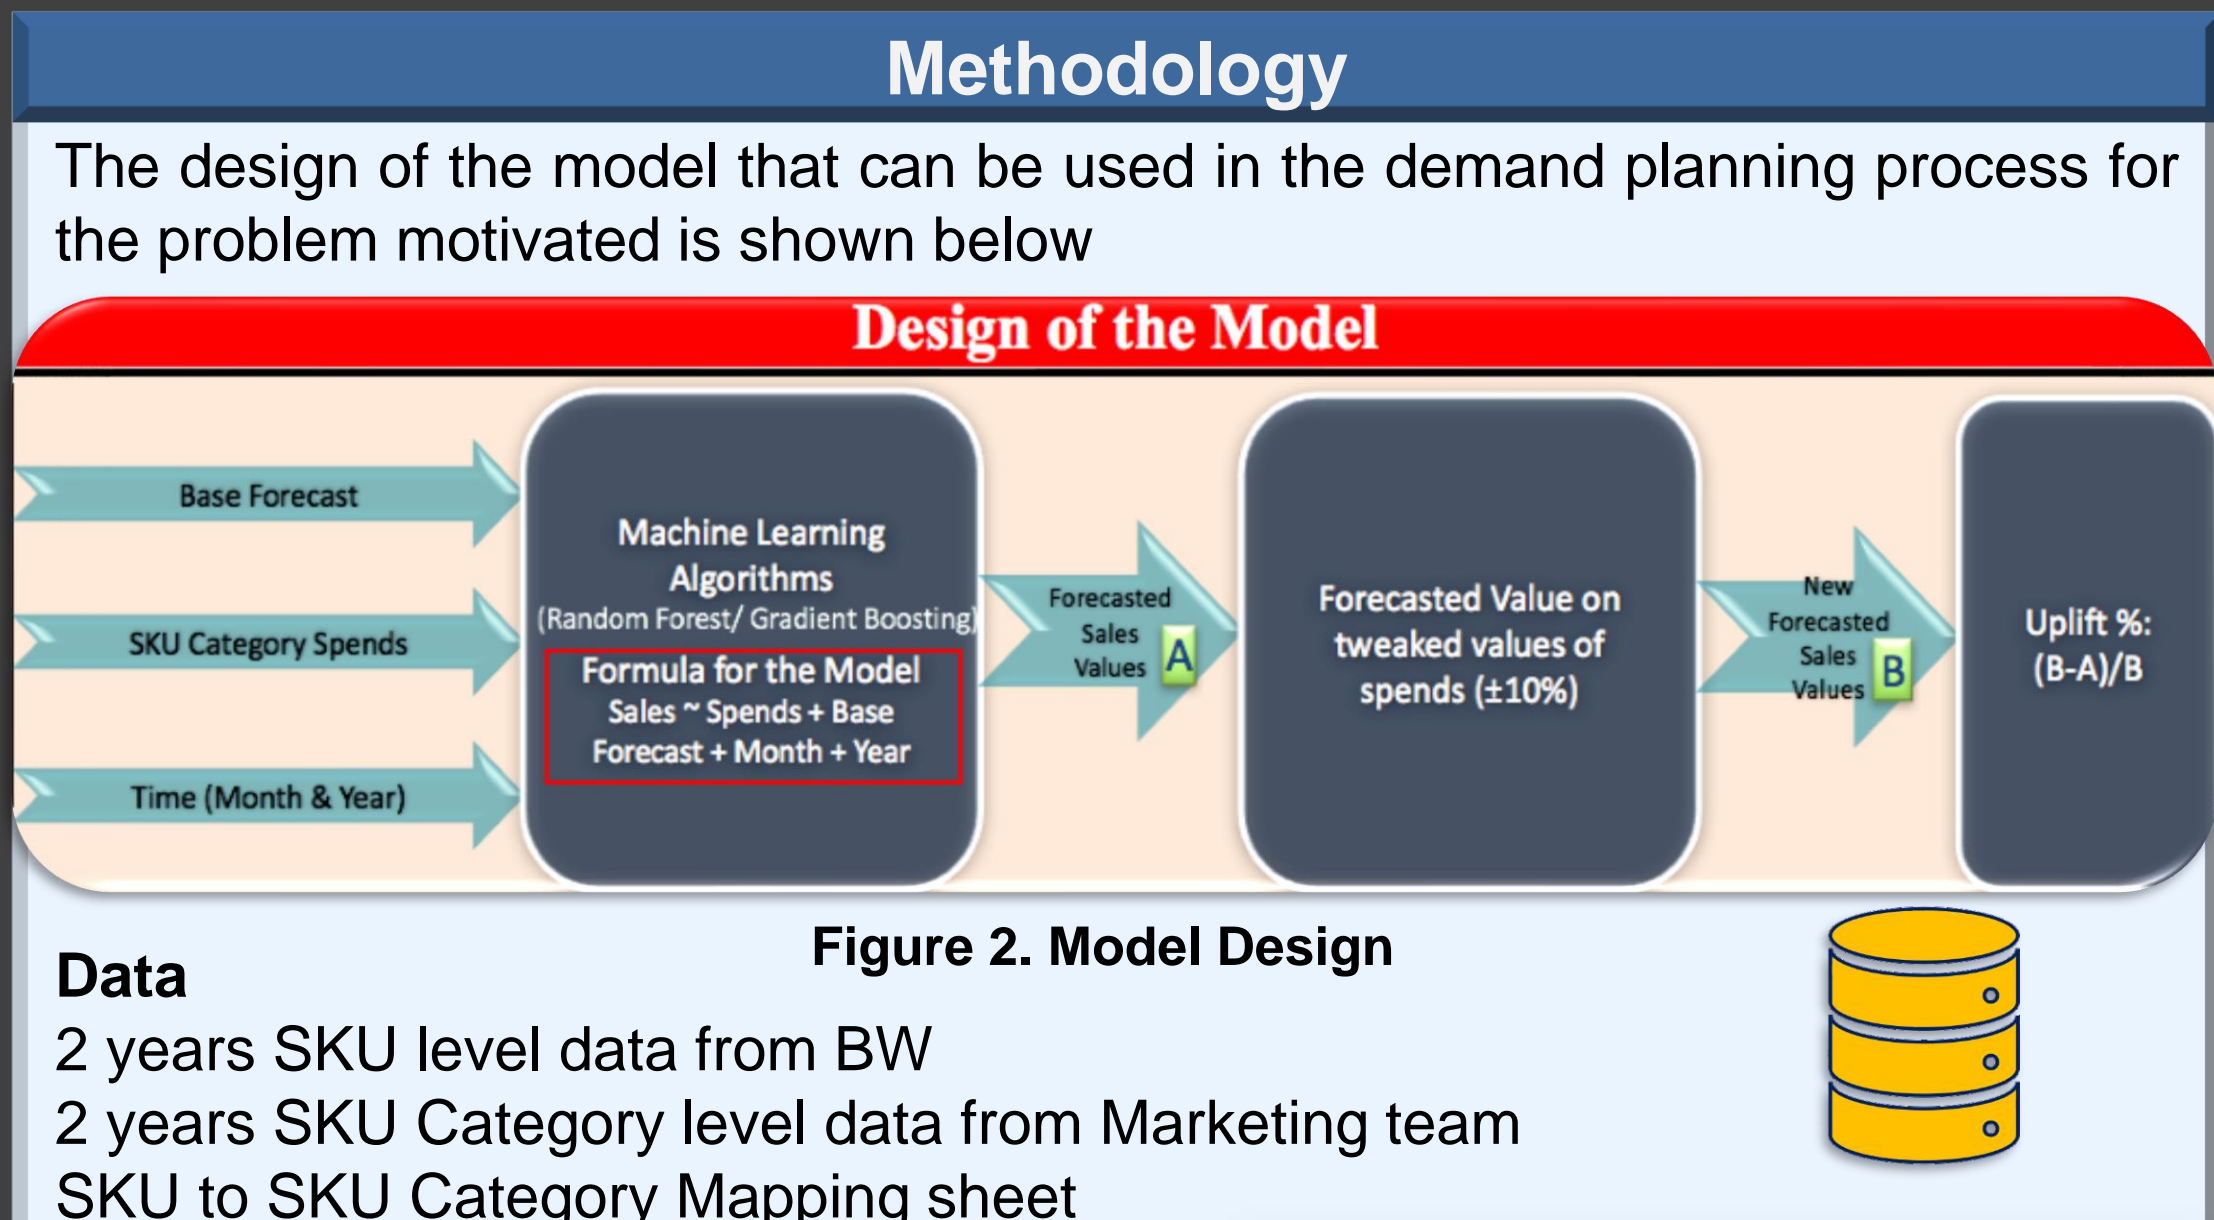 Methodology
The design of the model that can be used in the demand planning process for
the problem motivated is shown below
Design of the Model
Base Forecast
SKU Category Spends
Time (Month & Year)
Machine Learning
Algorithms
(Random Forest/ Gradient Boosting)
Formula for the Model
Sales ~ Spends + Base
Forecast + Month + Year
Forecasted
Sales
Values
A
Forecasted Value on
tweaked values of
spends (±10%)
New
Forecasted
Sales
Values
B
Uplift %:
(B-A)/B
Figure 2. Model Design
Data
2 years SKU level data from BW
2 years SKU Category level data from Marketing team
SKU to SKU Category Mapping sheet